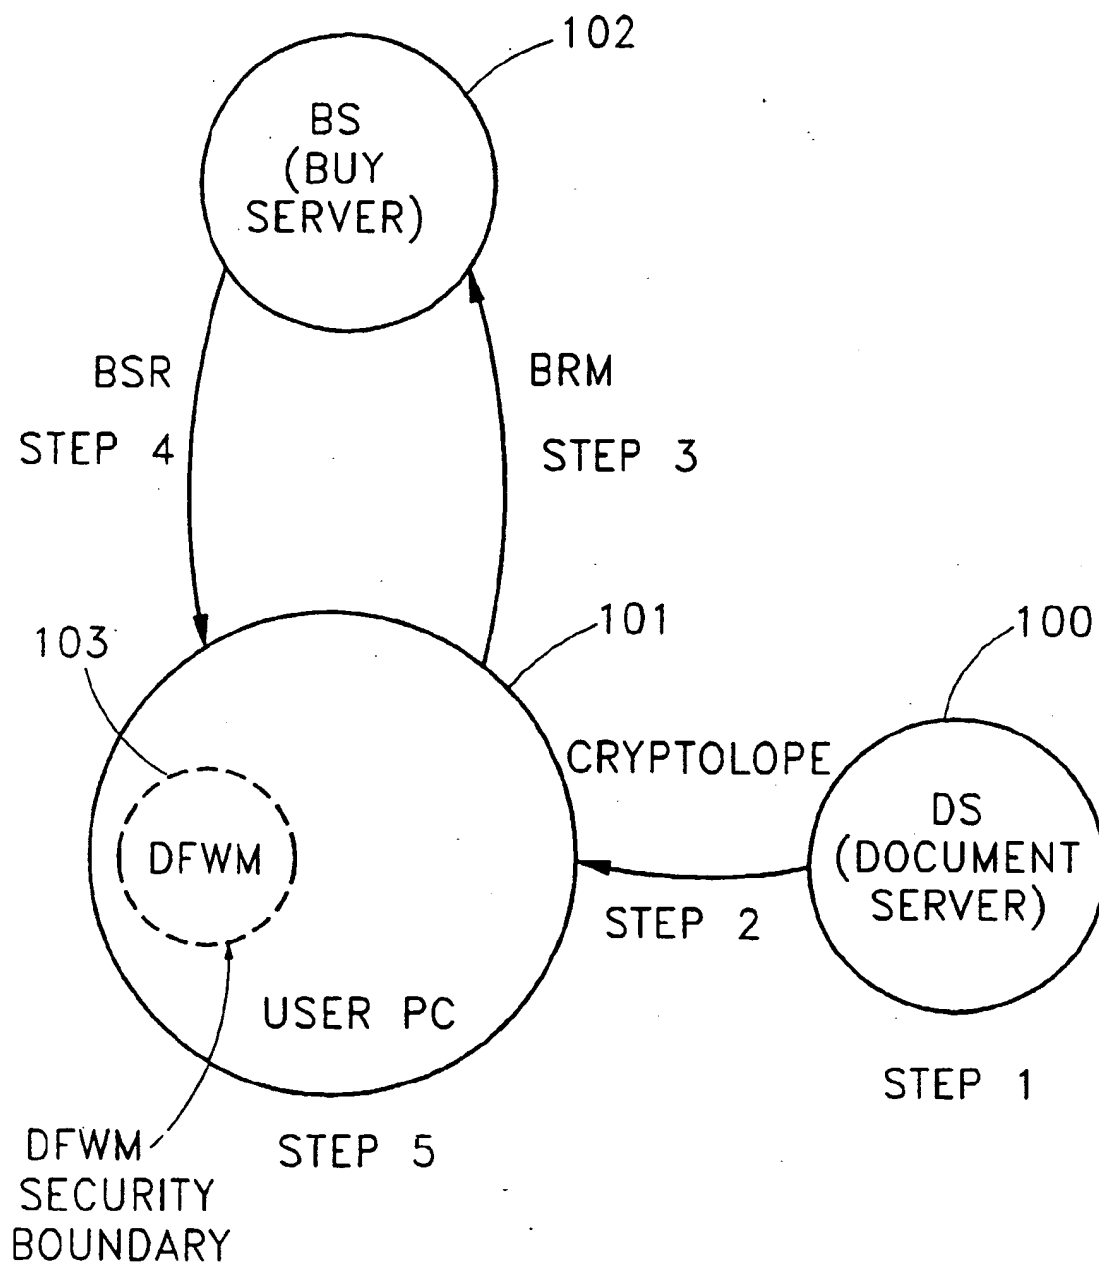 102
BS
(BUY
SERVER)
BSR
BRM
STEP 4
STEP 3
103
101
100
CRYPTOLOPE
DS
(DOCUMENT
SERVER)
DFWM
STEP 2
USER PC
STEP 1
DFWM
SECURITY
BOUNDARY
STEP 5